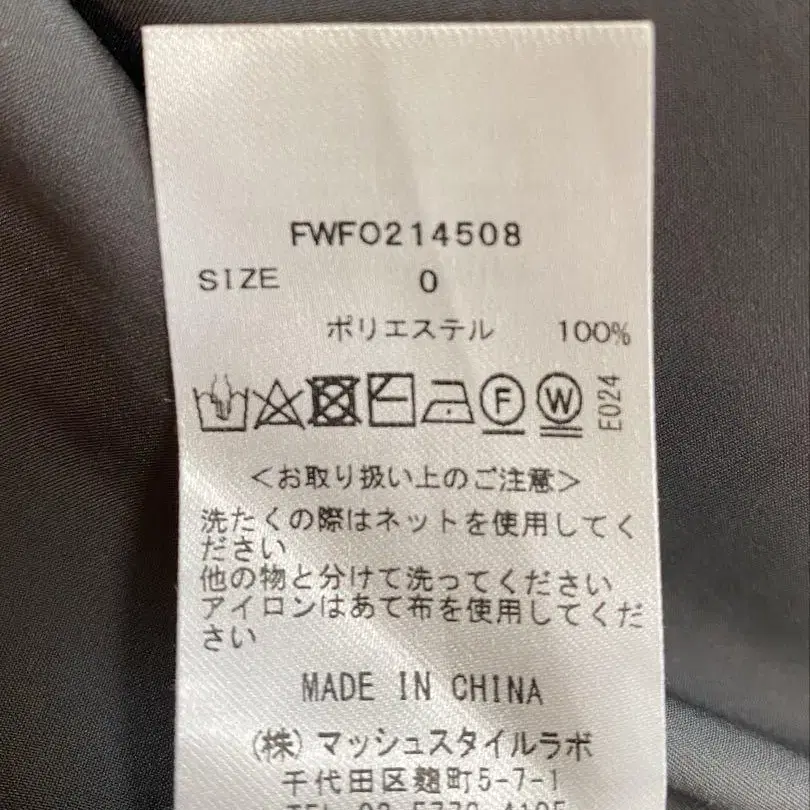 FWFO214508
SIZE 0
ポリエステル 100%
F W E024
<お取り扱い上のご注意>
洗たくの際はネットを使用してく
ださい
他の物と分けて洗ってください
アイロンはあて布を使用してくだ
さい
MADE IN CHINA
(株)マッシュスタイルラボ
千代田区麹町5-7-1